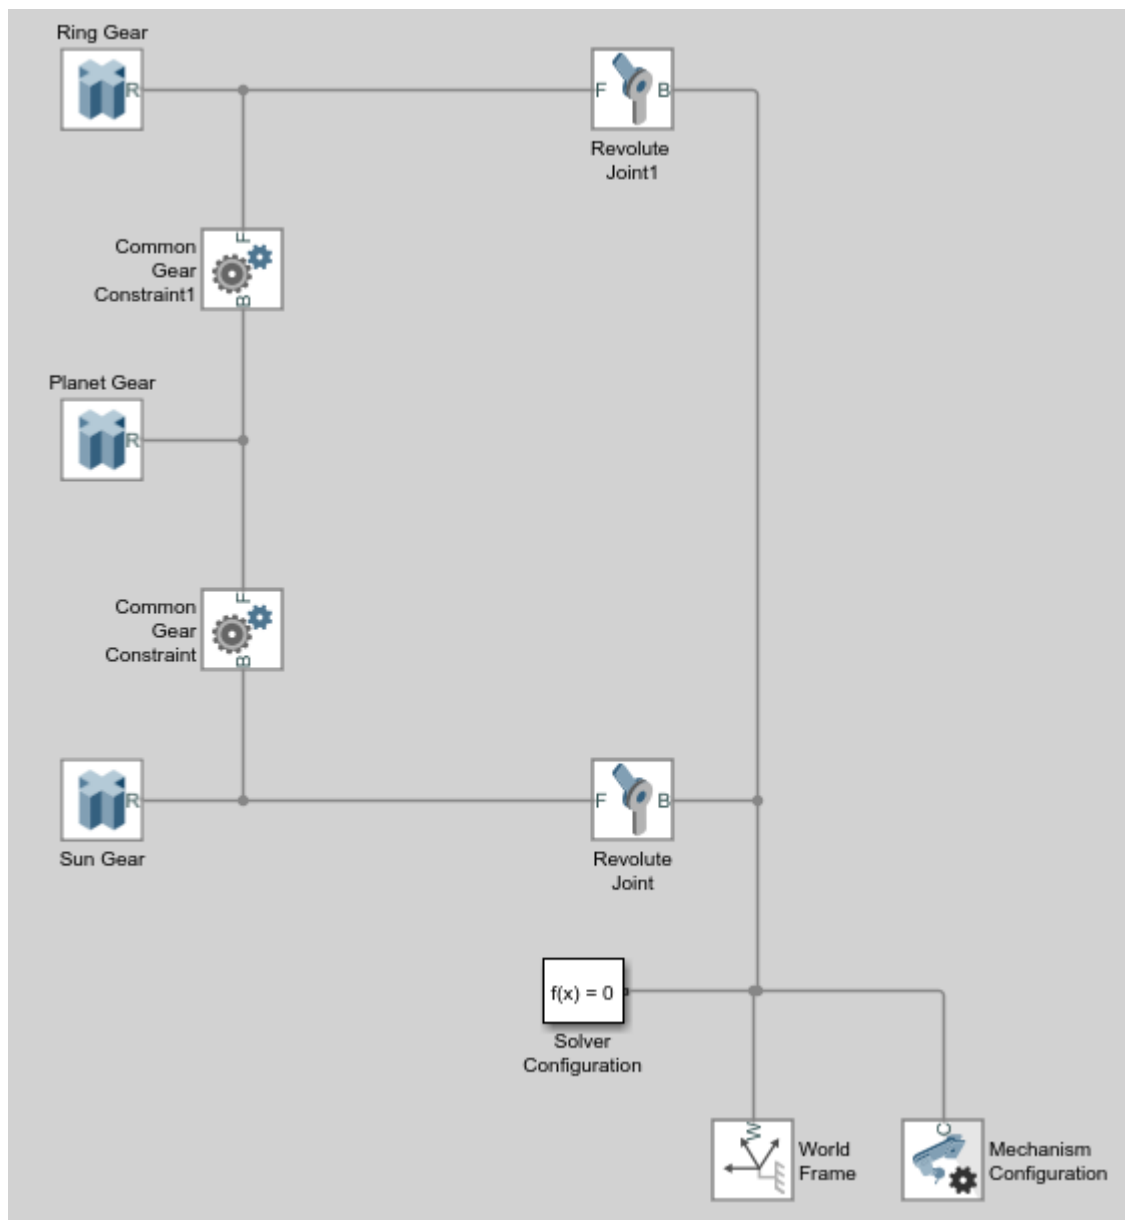 Ring Gear
R
F
B
Revolute
Joint1
F
Common
Gear
Constraint1
B
Planet Gear
R
F
Common
Gear
Constraint
B
R
F
B
Sun Gear
Revolute
Joint
f(x) = 0
Solver
Configuration
W
C
World
Frame
Mechanism
Configuration